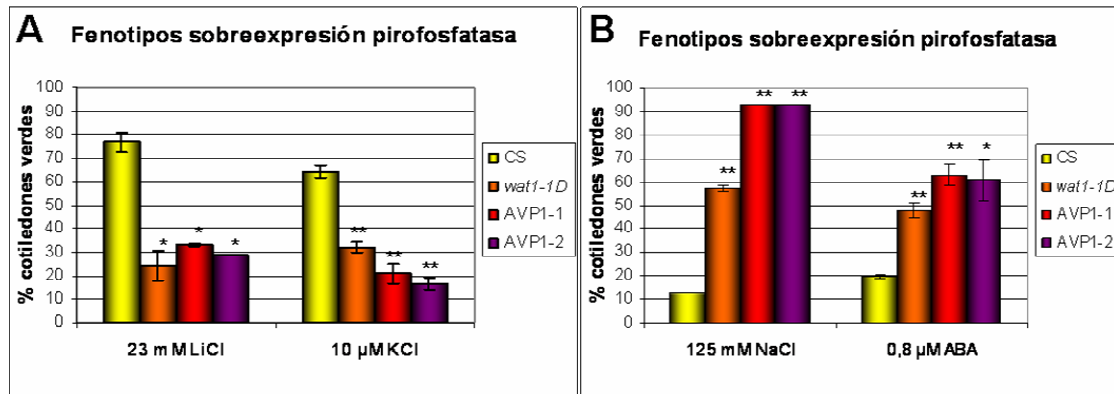 A
Fenotipos sobreexpresión pirofosfatasa
% cotiledones verdes
100
90
80
70
60
50
40
30
20
10
0
* * *
** ** **
23 mM LiCl
10 µM KCl
CS
wat1-1D
AVP1-1
AVP1-2
B
Fenotipos sobreexpresión pirofosfatasa
% cotiledones verdes
100
90
80
70
60
50
40
30
20
10
0
** ** **
** ** *
125 mM NaCl
0,8 µM ABA
CS
wat1-1D
AVP1-1
AVP1-2